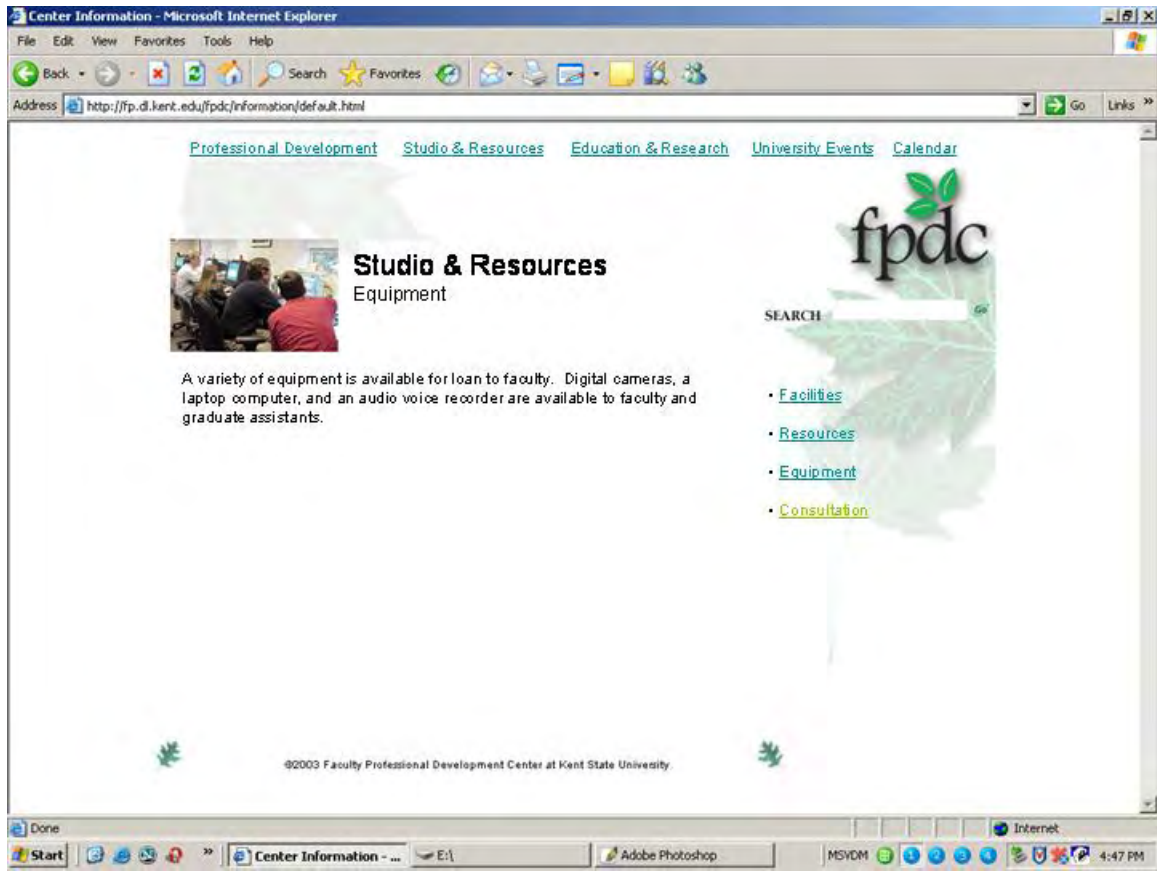 Center Information - Microsoft Internet Explorer
File Edit View Favorites Tools Help
Back Search Favorites
Address http://fp.dl.kent.edu/fpdc/information/default.html Go Links »
Professional Development Studio & Resources Education & Research University Events Calendar
fpdc
Studio & Resources
Equipment
SEARCH Go
A variety of equipment is available for loan to faculty. Digital cameras, a
laptop computer, and an audio voice recorder are available to faculty and
graduate assistants.
• Facilities
• Resources
• Equipment
• Consultation
©2003 Faculty Professional Development Center at Kent State University
Done Internet
Start » Center Information - ... E:\ Adobe Photoshop MSVDM 1 2 3 4 4:47 PM